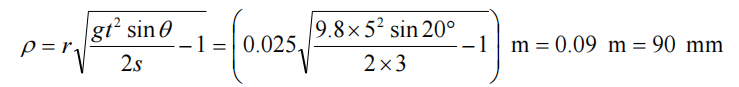 ρ = r√(gt² sin θ / 2s − 1) = (0.025√(9.8 × 5² sin 20° / 2 × 3 − 1)) m = 0.09 m = 90 mm